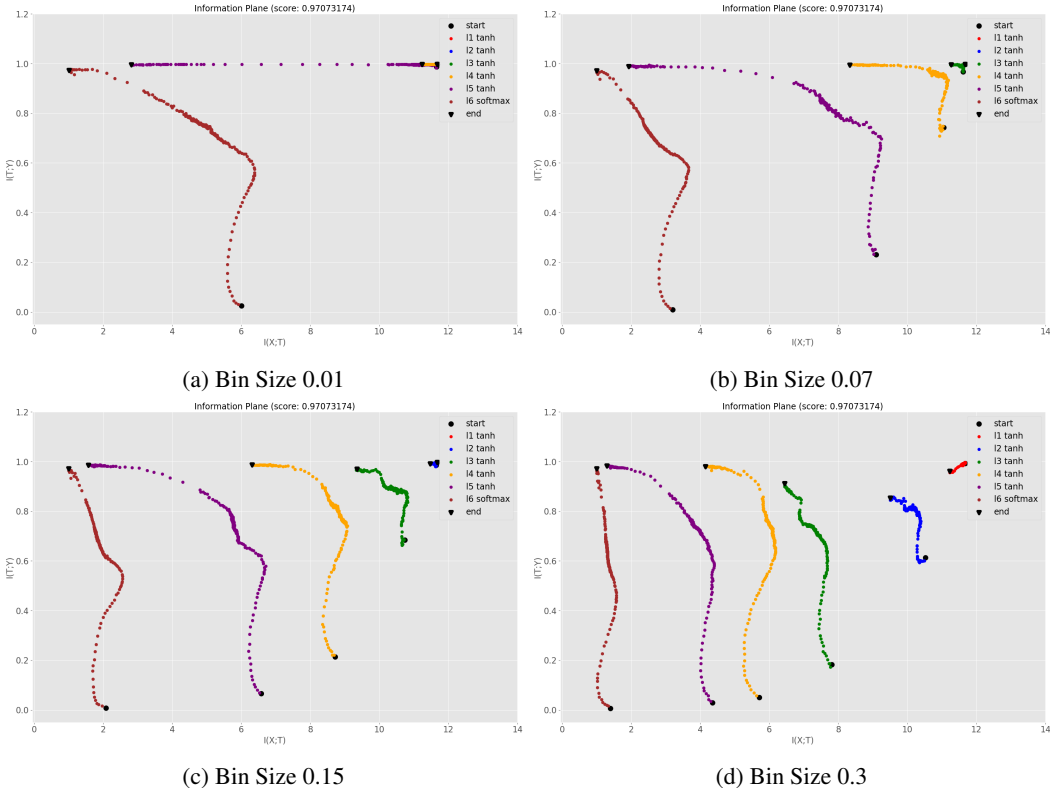 Information Plane (score: 0.97073174)
1.2
1.0
0.8
0.6
0.4
0.2
0.0
I(T;Y)
0 2 4 6 8 10 12 14
I(X;T)
start
l1 tanh
l2 tanh
l3 tanh
l4 tanh
l5 tanh
l6 softmax
end
(a) Bin Size 0.01
Information Plane (score: 0.97073174)
1.2
1.0
0.8
0.6
0.4
0.2
0.0
I(T;Y)
0 2 4 6 8 10 12 14
I(X;T)
start
l1 tanh
l2 tanh
l3 tanh
l4 tanh
l5 tanh
l6 softmax
end
(b) Bin Size 0.07
Information Plane (score: 0.97073174)
1.2
1.0
0.8
0.6
0.4
0.2
0.0
I(T;Y)
0 2 4 6 8 10 12 14
I(X;T)
start
l1 tanh
l2 tanh
l3 tanh
l4 tanh
l5 tanh
l6 softmax
end
(c) Bin Size 0.15
Information Plane (score: 0.97073174)
1.2
1.0
0.8
0.6
0.4
0.2
0.0
I(T;Y)
0 2 4 6 8 10 12 14
I(X;T)
start
l1 tanh
l2 tanh
l3 tanh
l4 tanh
l5 tanh
l6 softmax
end
(d) Bin Size 0.3